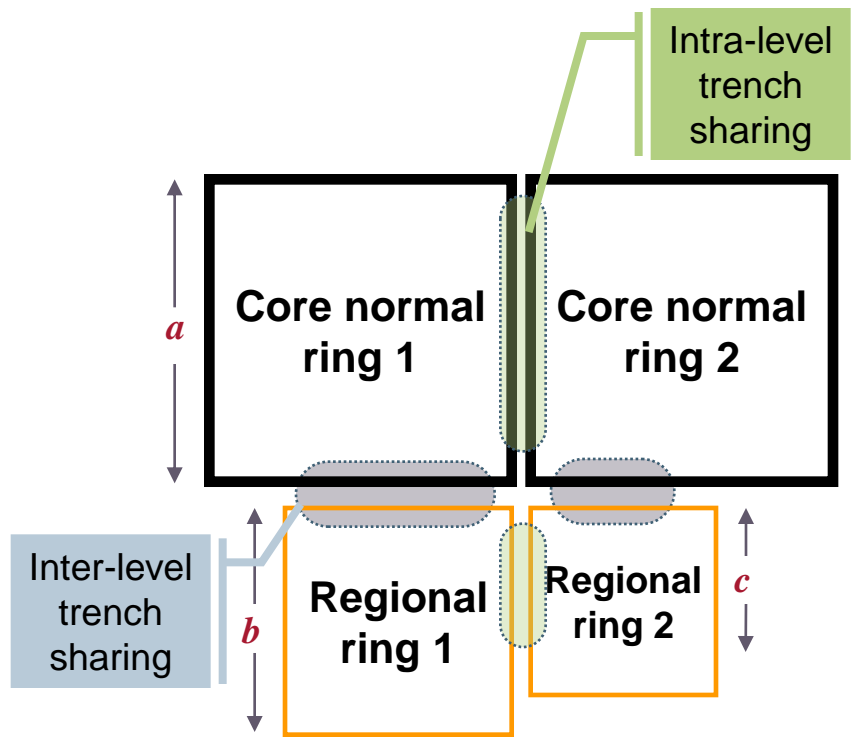 Intra-level
trench
sharing
Core normal
ring 1
Core normal
ring 2
a
Inter-level
trench
sharing
b
Regional
ring 1
Regional
ring 2
c